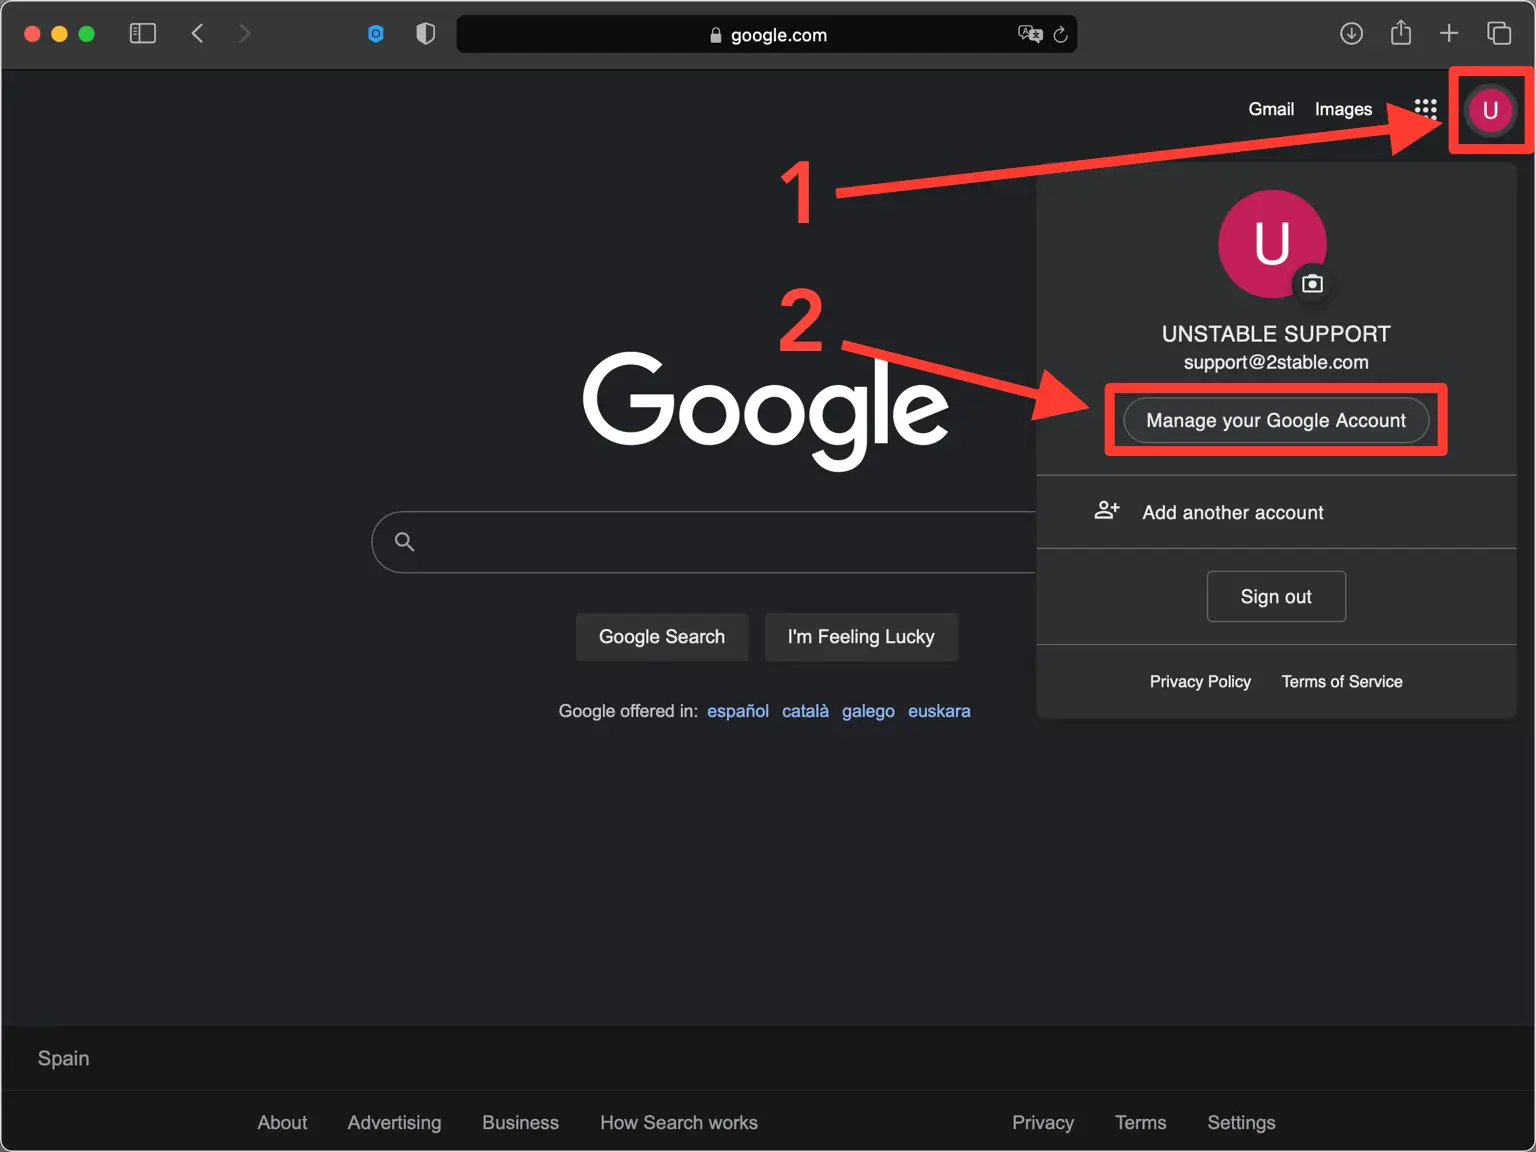 google.com
Gmail Images
U
1
U
UNSTABLE SUPPORT
support@2stable.com
2
Manage your Google Account
Google
Add another account
Sign out
Google Search I'm Feeling Lucky
Privacy Policy Terms of Service
Google offered in: español català galego euskara
Spain
About Advertising Business How Search works Privacy Terms Settings